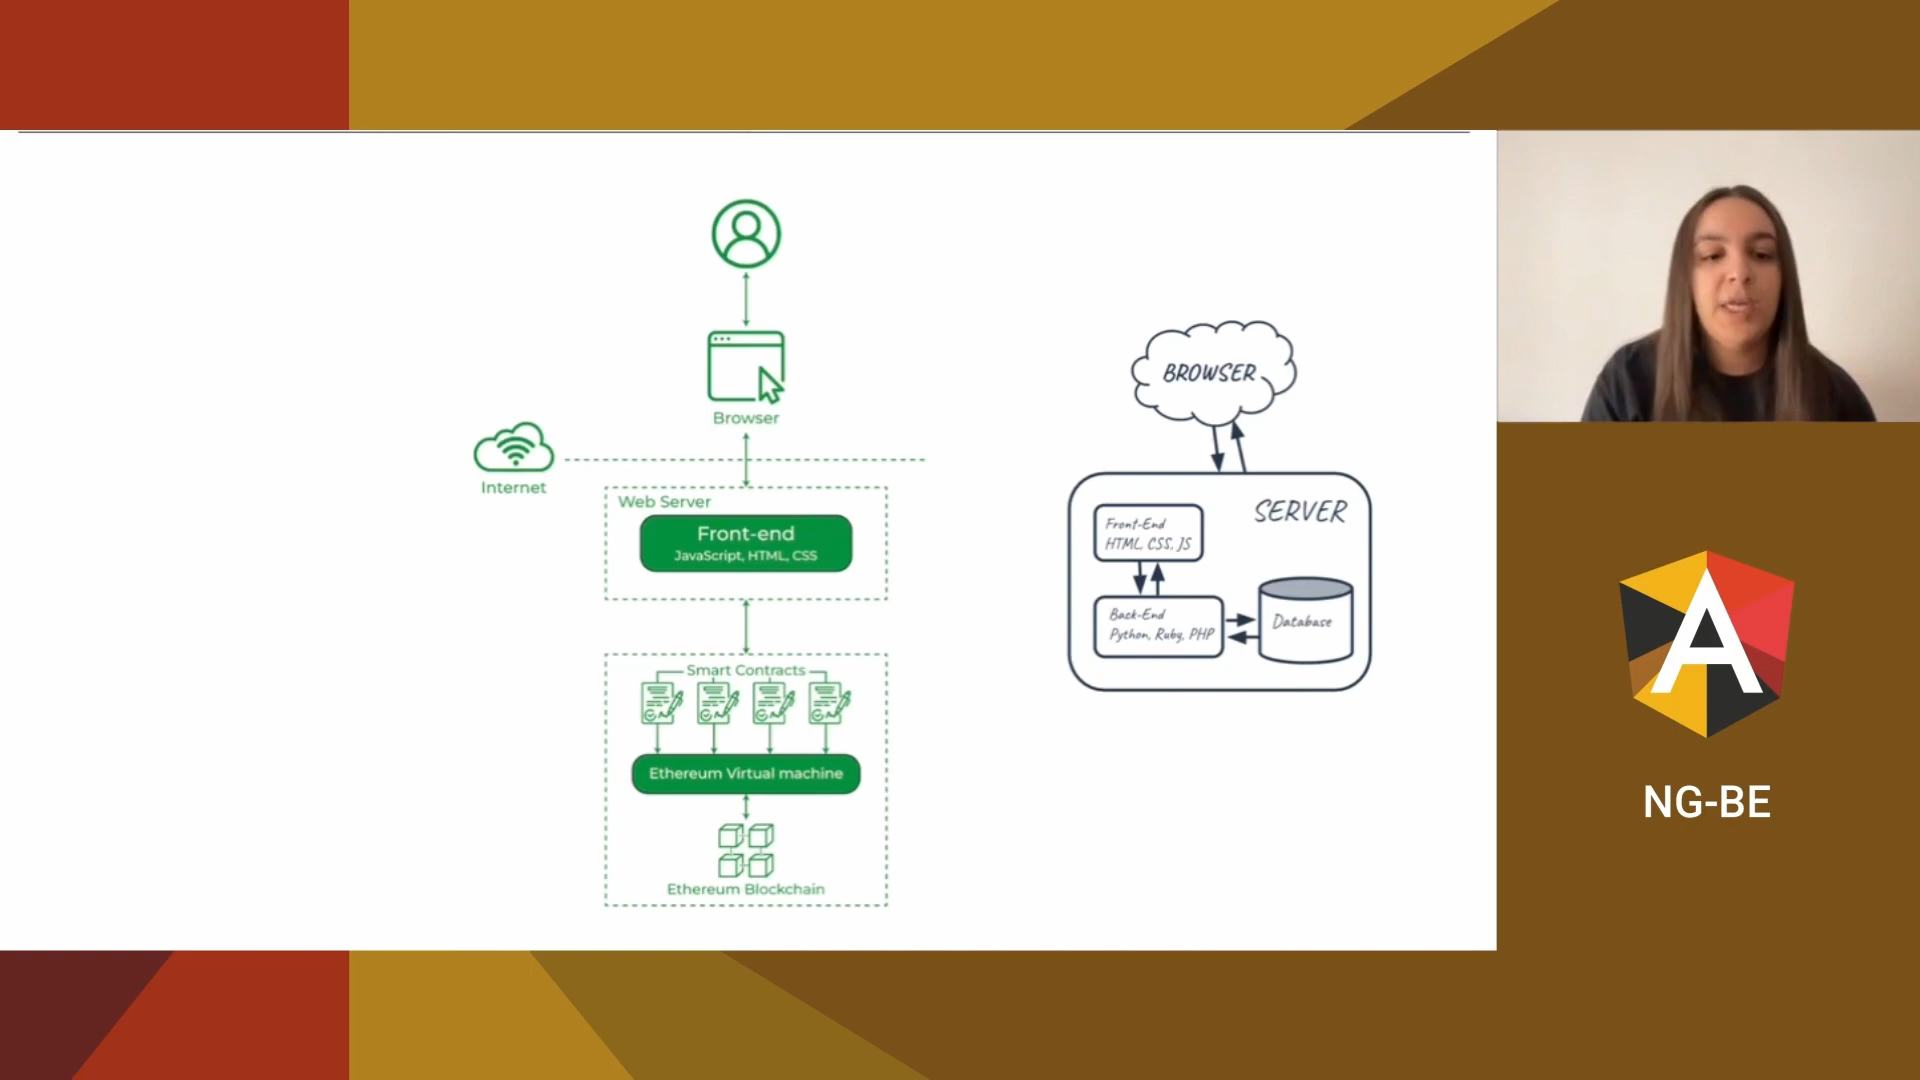 Browser
Internet
Web Server
Front-end
JavaScript, HTML, CSS
Smart Contracts
Ethereum Virtual machine
Ethereum Blockchain
BROWSER
SERVER
Front-End
HTML, CSS, JS
Back-End
Python, Ruby, PHP
Database
A
NG-BE